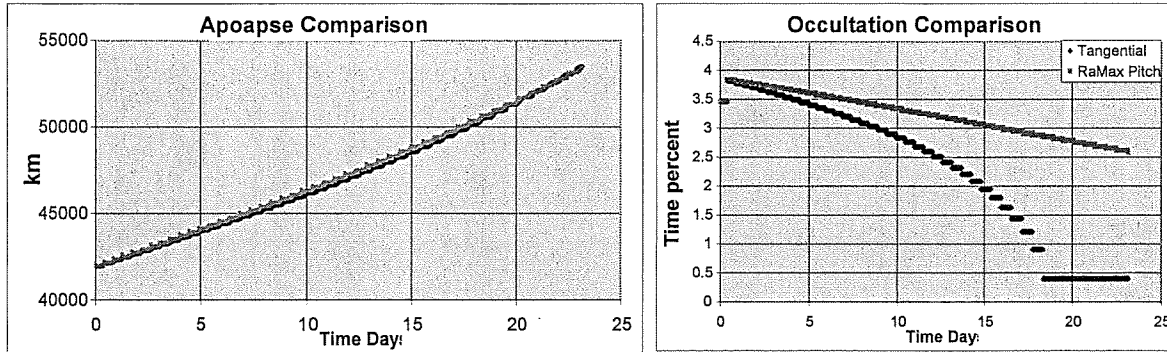 Apoapse Comparison
55000
50000
45000
40000
km
0 5 10 15 20 25
Time Days
Occultation Comparison
4.5
4
3.5
3
2.5
2
1.5
1
0.5
0
Time percent
Tangential
RaMax Pitch
0 5 10 15 20 25
Time Days